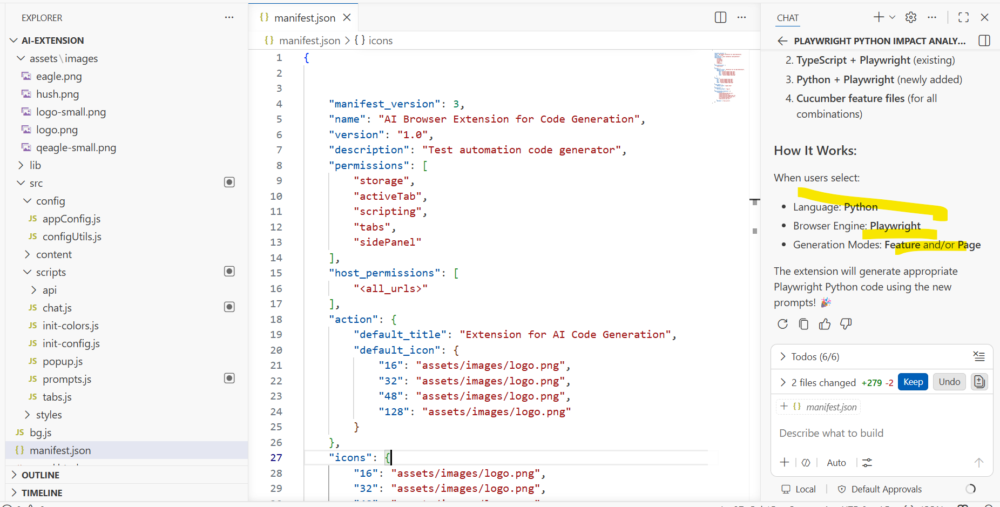 EXPLORER
AI-EXTENSION
assets\images
eagle.png
hush.png
logo-small.png
logo.png
qeagle-small.png
lib
src
config
JS appConfig.js
JS configUtils.js
content
scripts
api
JS chat.js
JS init-colors.js
JS init-config.js
JS popup.js
JS prompts.js
JS tabs.js
styles
JS bg.js
{} manifest.json
OUTLINE
TIMELINE
{} manifest.json
{} manifest.json > {} icons
1 {
2
3
4 "manifest_version": 3,
5 "name": "AI Browser Extension for Code Generation",
6 "version": "1.0",
7 "description": "Test automation code generator",
8 "permissions": [
9 "storage",
10 "activeTab",
11 "scripting",
12 "tabs",
13 "sidePanel"
14 ],
15 "host_permissions": [
16 "<all_urls>"
17 ],
18 "action": {
19 "default_title": "Extension for AI Code Generation",
20 "default_icon": {
21 "16": "assets/images/logo.png",
22 "32": "assets/images/logo.png",
23 "48": "assets/images/logo.png",
24 "128": "assets/images/logo.png"
25 }
26 },
27 "icons": {
28 "16": "assets/images/logo.png",
29 "32": "assets/images/logo.png",
CHAT
PLAYWRIGHT PYTHON IMPACT ANALY...
2. TypeScript + Playwright (existing)
3. Python + Playwright (newly added)
4. Cucumber feature files (for all
combinations)
How It Works:
When users select:
• Language: Python
• Browser Engine: Playwright
• Generation Modes: Feature and/or Page
The extension will generate appropriate
Playwright Python code using the new
prompts! 🎉
Todos (6/6)
2 files changed +279 -2 Keep Undo
+ {} manifest.json
Describe what to build
Auto
Local
Default Approvals